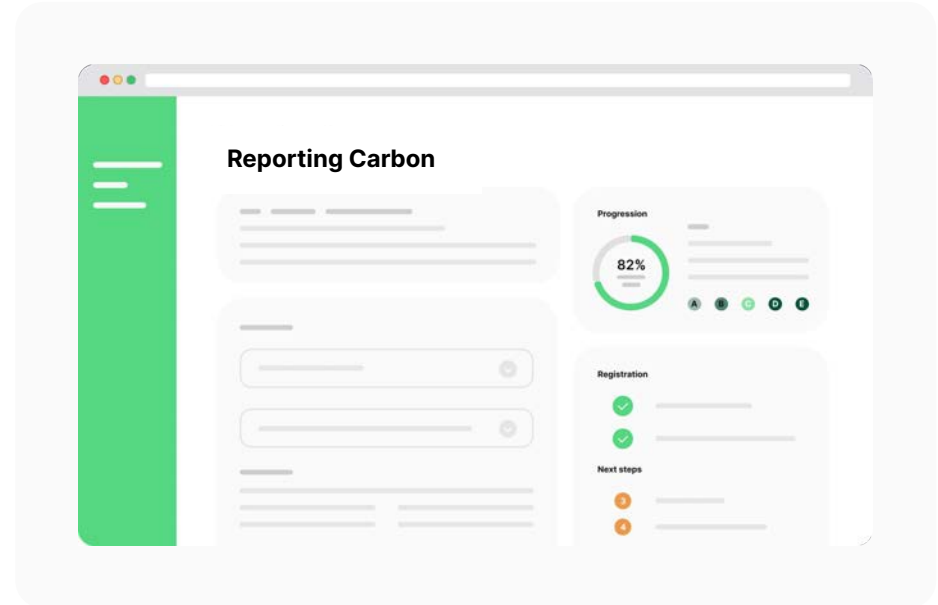 Reporting Carbon
Progression
82%
A B C D E
Registration
Next steps
3
4